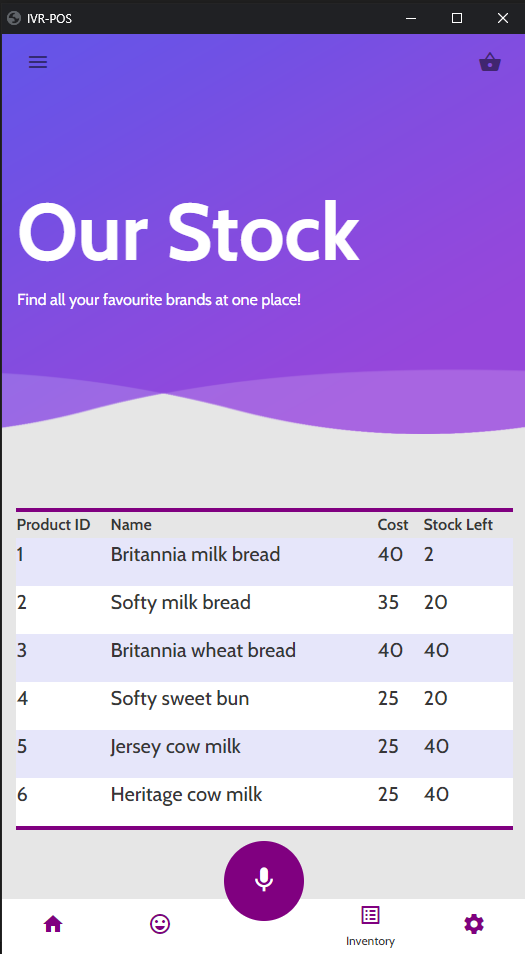 IVR-POS
Our Stock
Find all your favourite brands at one place!
Product ID Name Cost Stock Left
1 Britannia milk bread 40 2
2 Softy milk bread 35 20
3 Britannia wheat bread 40 40
4 Softy sweet bun 25 20
5 Jersey cow milk 25 40
6 Heritage cow milk 25 40
Inventory